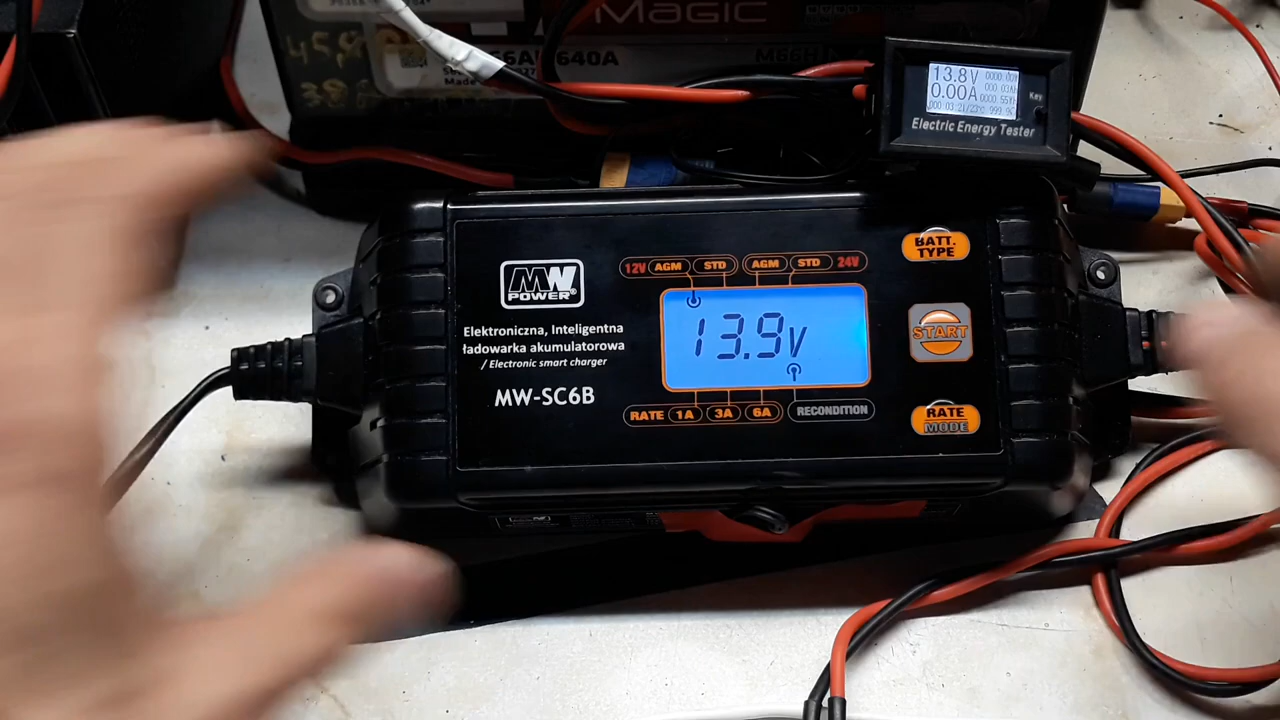 Magic
640A
Made
13.8V
0.00A
Key
Electric Energy Tester
MW
POWER
Elektroniczna, Inteligentna
ładowarka akumulatorowa
/ Electronic smart charger
MW-SC6B
12V AGM STD AGM STD 24V
13.9V
RATE 1A 3A 6A RECONDITION
BATT.
TYPE
START
RATE
MODE